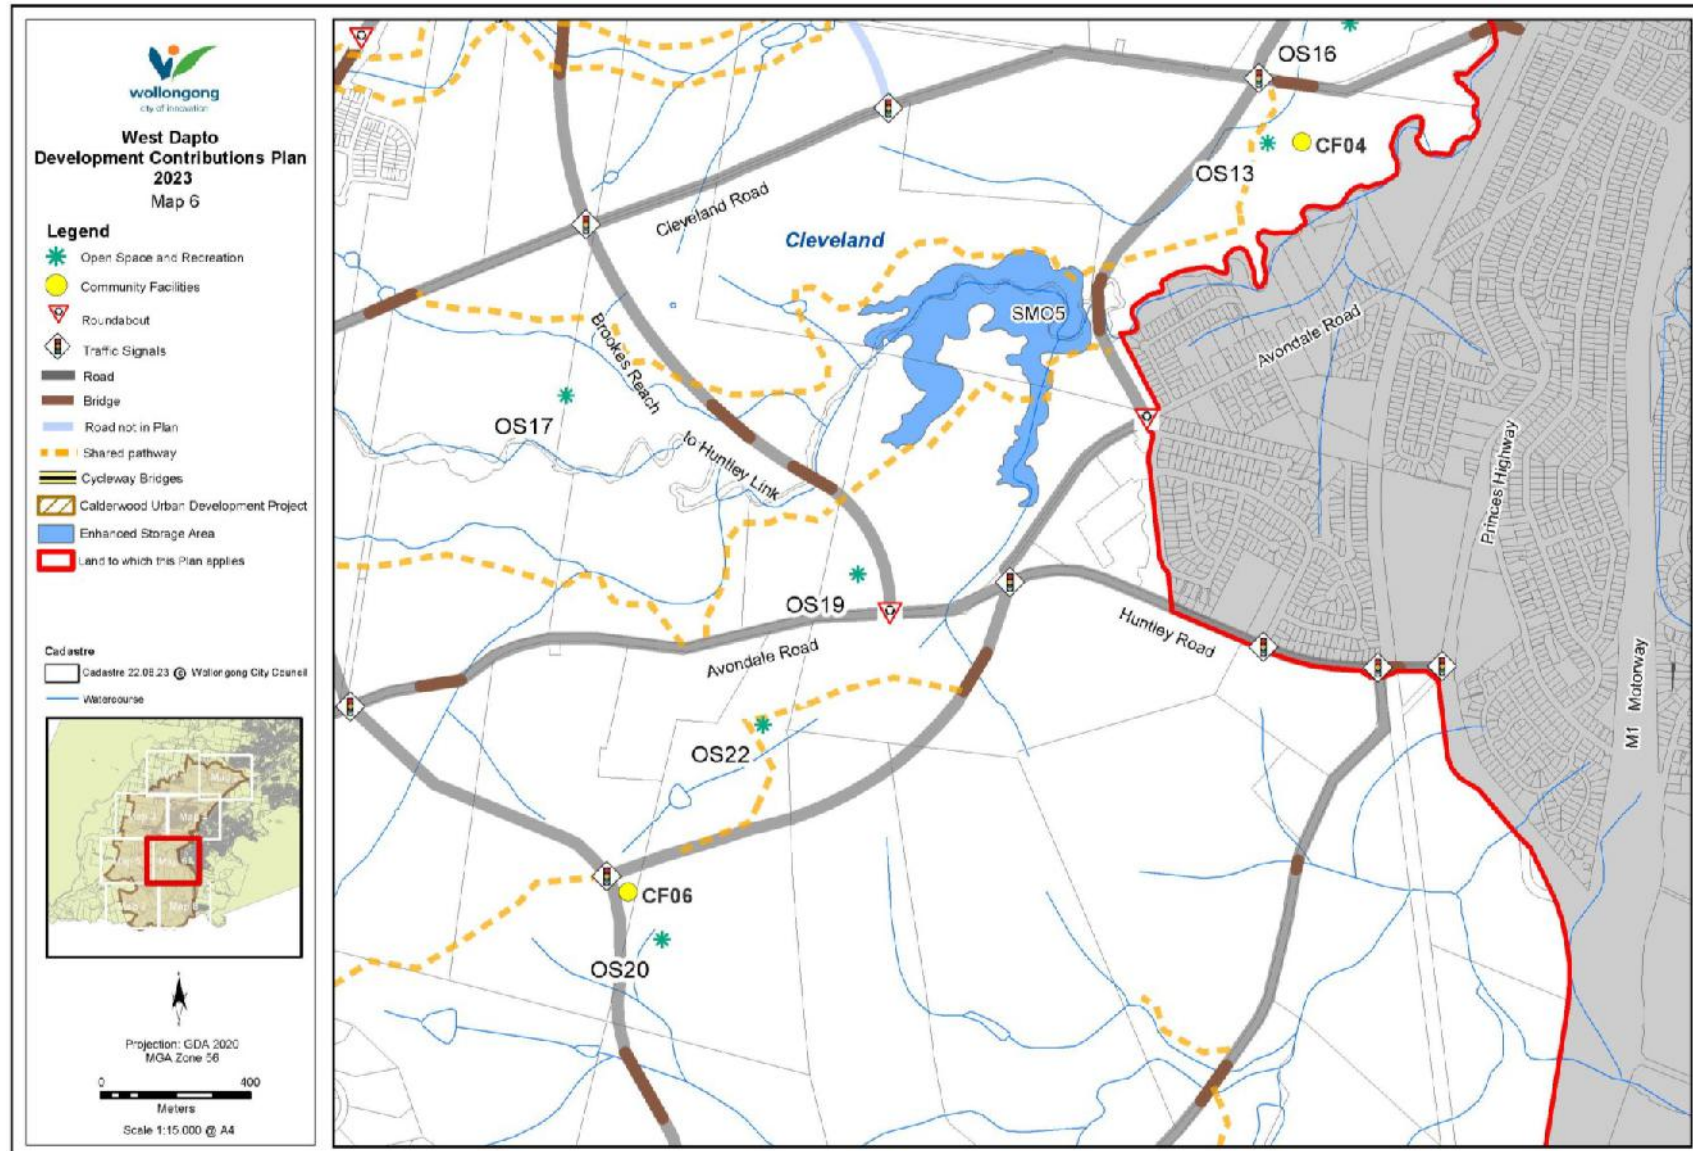 wollongong
city of innovation
West Dapto
Development Contributions Plan
2023
Map 6
Legend
Open Space and Recreation
Community Facilities
Roundabout
Traffic Signals
Road
Bridge
Road not in Plan
Shared pathway
Cycleway Bridges
Calderwood Urban Development Project
Enhanced Storage Area
Land to which this Plan applies
Cadastre
Cadastre 22.08.23 © Wollongong City Council
Watercourse
Projection: GDA 2020
MGA Zone 56
0 400
Meters
Scale 1:15,000 @ A4
OS16
CF04
OS13
Cleveland Road
Cleveland
SMO5
Avondale Road
Brookes Reach
to Huntley Link
OS17
Princes Highway
OS19
Avondale Road
Huntley Road
M1 Motorway
OS22
CF06
OS20